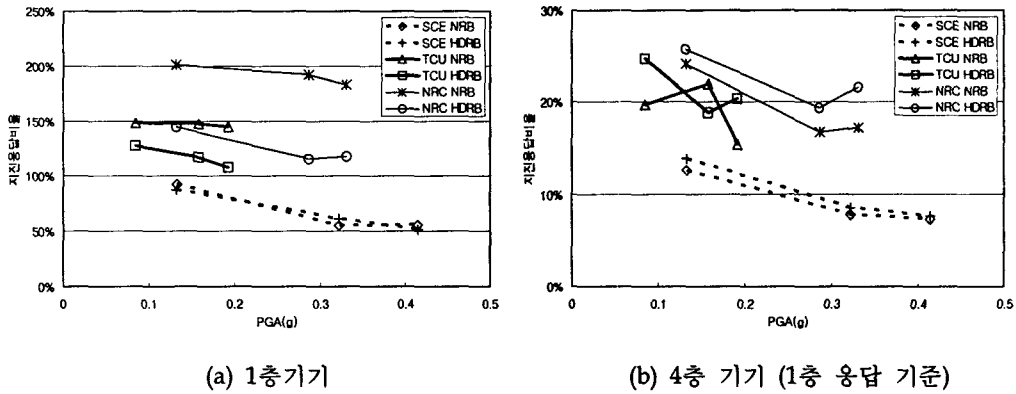 250%
200%
150%
100%
50%
0%
지진응답비율
0
0.1
0.2
0.3
0.4
0.5
PGA(g)
SCE NRB
SCE HDRB
TCU NRB
TCU HDRB
NRC NRB
NRC HDRB
(a) 1층기기
30%
20%
10%
0%
지진응답비율
0
0.1
0.2
0.3
0.4
0.5
PGA(g)
SCE NRB
SCE HDRB
TCU NRB
TCU HDRB
NRC NRB
NRC HDRB
(b) 4층 기기 (1층 응답 기준)